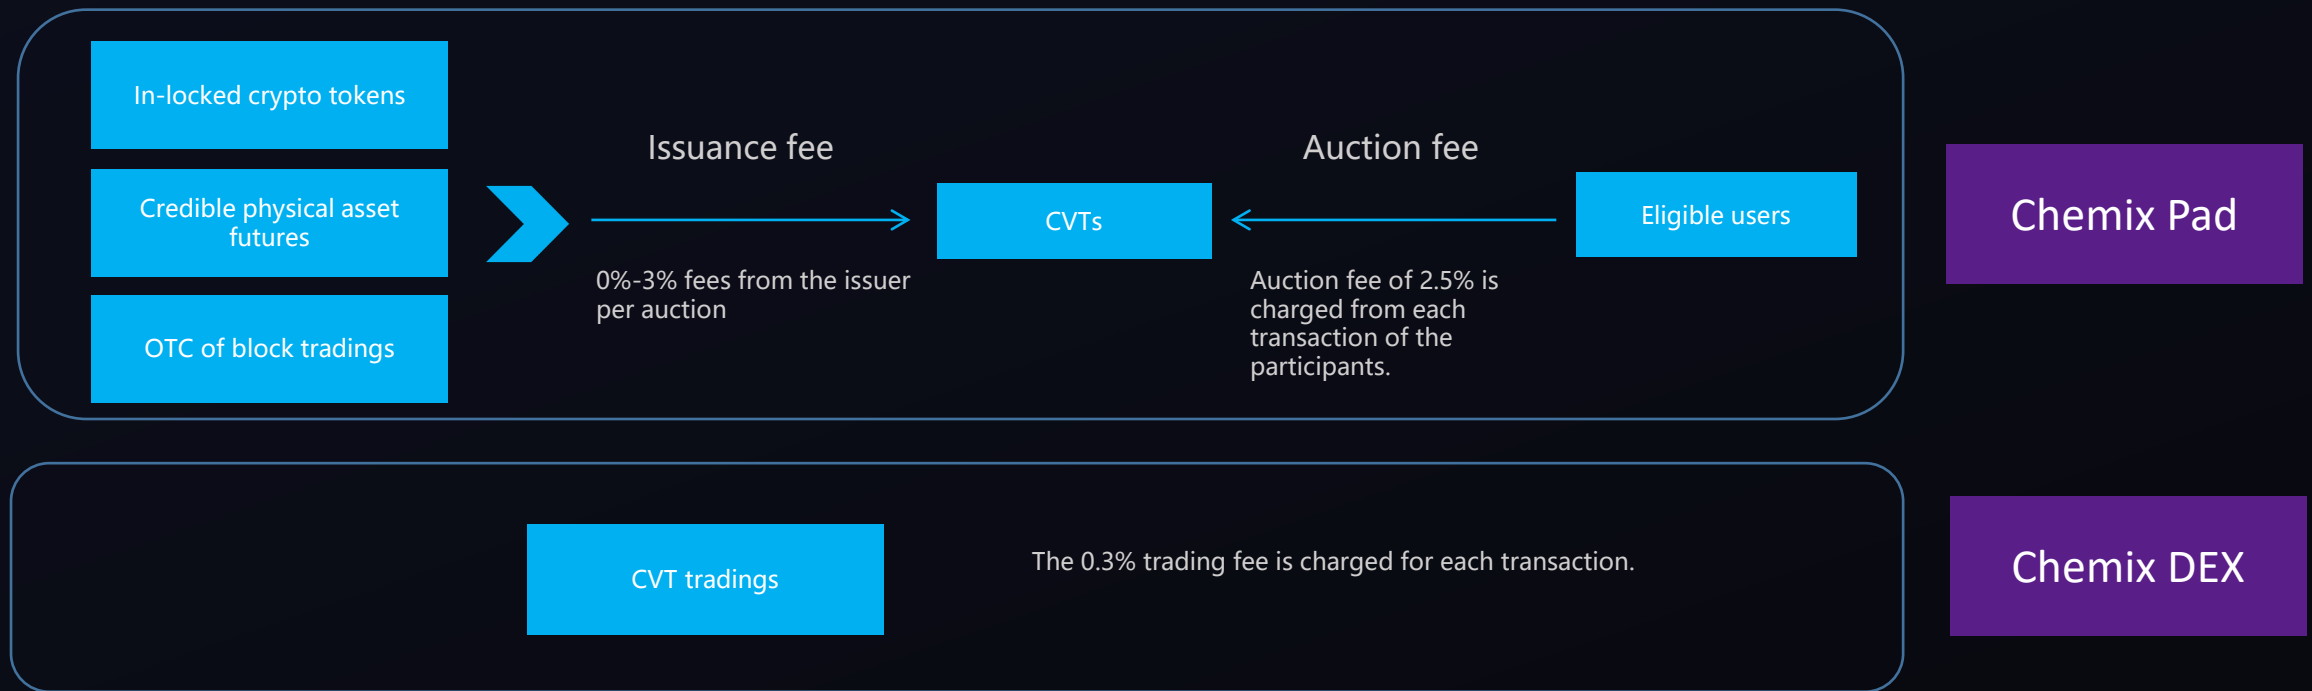 In-locked crypto tokens
Credible physical asset
futures
OTC of block tradings
Issuance fee
0%-3% fees from the issuer
per auction
CVTs
Auction fee
Auction fee of 2.5% is
charged from each
transaction of the
participants.
Eligible users
Chemix Pad
CVT tradings
The 0.3% trading fee is charged for each transaction.
Chemix DEX